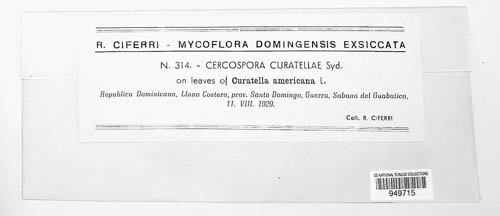 R. CIFERRI - MYCOFLORA DOMINGENSIS EXSICCATA
N. 314. - CERCOSPORA CURATELLAE Syd.
on leaves of Curatella americana L.
Republica Dominicana, Llano Costero, prov. Santo Domingo, Guerra, Sabana del Guabatico,
11. VIII. 1929.
Coll. R. CIFERRI
US NATIONAL FUNGUS COLLECTIONS
949715